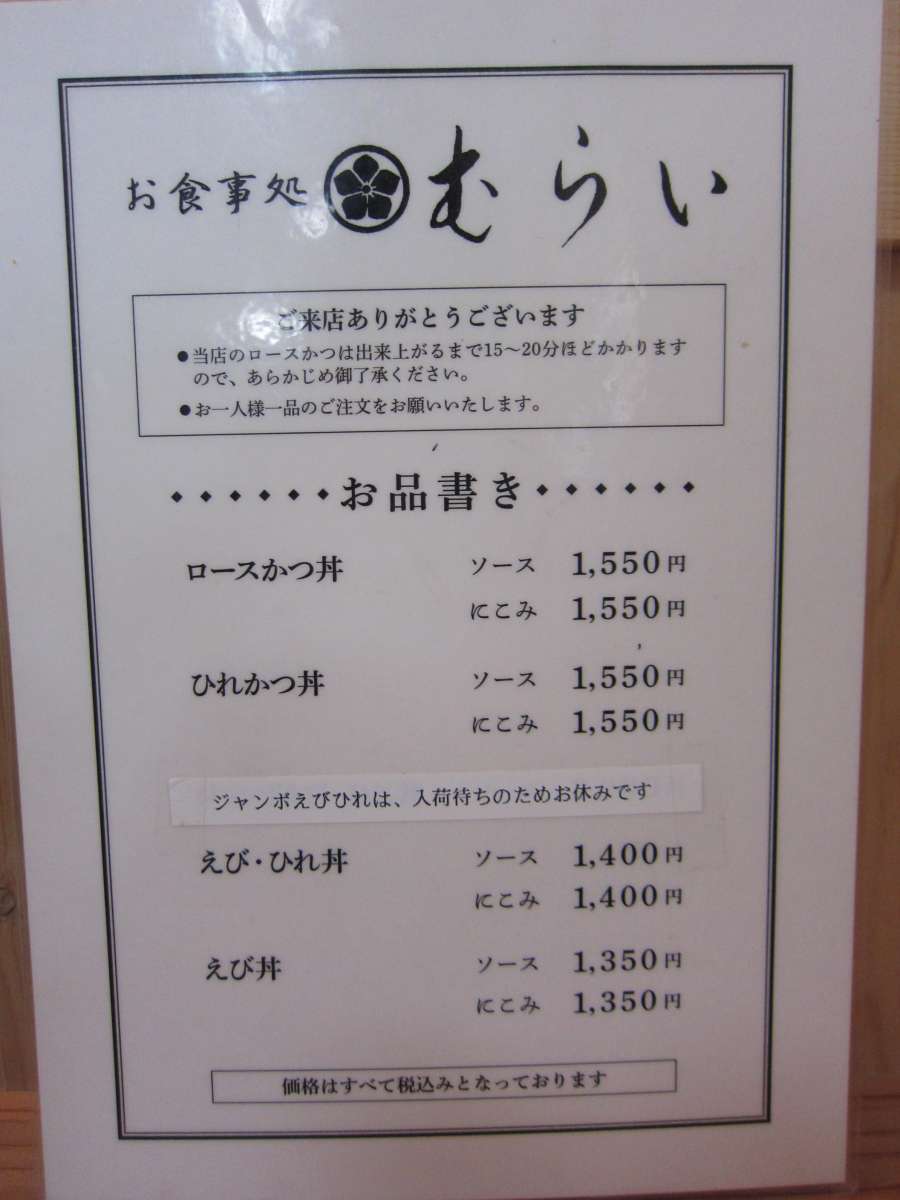 お食事処 むらい
ご来店ありがとうございます
●当店のロースかつは出来上がるまで15〜20分ほどかかります
ので、あらかじめ御了承ください。
●お一人様一品のご注文をお願いいたします。
◆◆◆◆◆◆お品書き◆◆◆◆◆◆
ロースかつ丼 ソース 1,550円
にこみ 1,550円
ひれかつ丼 ソース 1,550円
にこみ 1,550円
ジャンボえびひれは、入荷待ちのためお休みです
えび・ひれ丼 ソース 1,400円
にこみ 1,400円
えび丼 ソース 1,350円
にこみ 1,350円
価格はすべて税込みとなっております